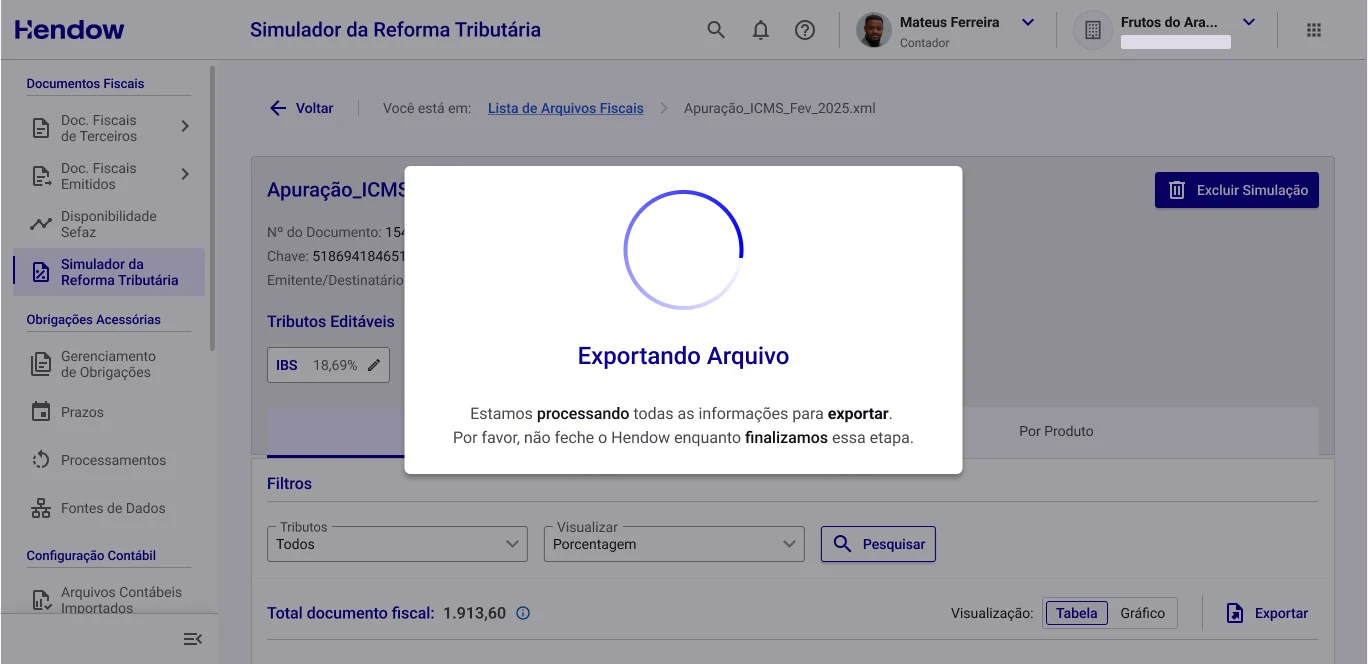 Hendow
Simulador da Reforma Tributária
Mateus Ferreira
Contador
Frutos do Ara...
Documentos Fiscais
Doc. Fiscais
de Terceiros
Doc. Fiscais
Emitidos
Disponibilidade
Sefaz
Simulador da
Reforma Tributária
Obrigações Acessórias
Gerenciamento
de Obrigações
Prazos
Processamentos
Fontes de Dados
Configuração Contábil
Arquivos Contábeis
Importados
Voltar
Você está em: Lista de Arquivos Fiscais > Apuração_ICMS_Fev_2025.xml
Apuração_ICMS
Excluir Simulação
Nº do Documento: 154
Chave: 51869418465
Emitente/Destinatário
Tributos Editáveis
IBS 18,69%
Exportando Arquivo
Estamos processando todas as informações para exportar.
Por favor, não feche o Hendow enquanto finalizamos essa etapa.
Por Produto
Filtros
Tributos
Todos
Visualizar
Porcentagem
Pesquisar
Total documento fiscal: 1.913,60
Visualização: Tabela Gráfico
Exportar